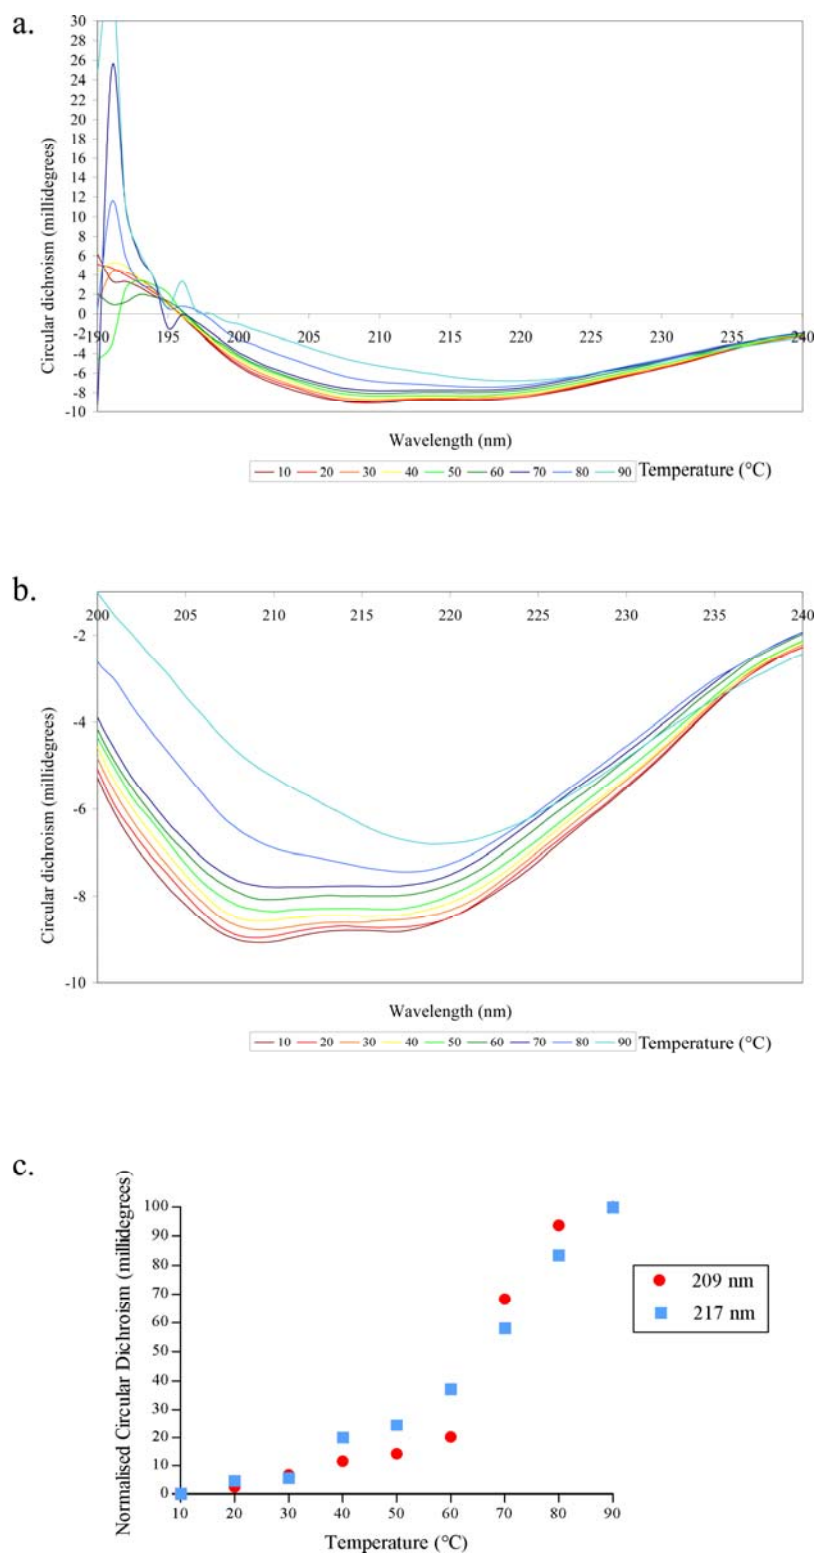 a.
30
28
26
24
22
20
18
16
14
12
10
8
6
4
2
0
-2
-4
-6
-8
-10
Circular dichroism (millidegrees)
190 195 200 205 210 215 220 225 230 235 240
Wavelength (nm)
10 20 30 40 50 60 70 80 90 Temperature (°C)
b.
200 205 210 215 220 225 230 235 240
-2
-4
-6
-8
-10
Circular dichroism (millidegrees)
Wavelength (nm)
10 20 30 40 50 60 70 80 90 Temperature (°C)
c.
Normalised Circular Dichroism (millidegrees)
100
90
80
70
60
50
40
30
20
10
0
10 20 30 40 50 60 70 80 90
Temperature (°C)
209 nm
217 nm